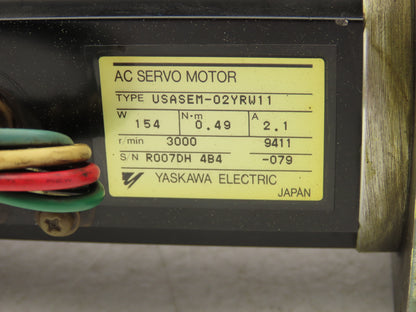 AC SERVO MOTOR
TYPE USASEM-02YRW11
W 154 N·m 0.49 A 2.1
r/min 3000 9411
S/N R007DH 4B4 -079
YASKAWA ELECTRIC
JAPAN